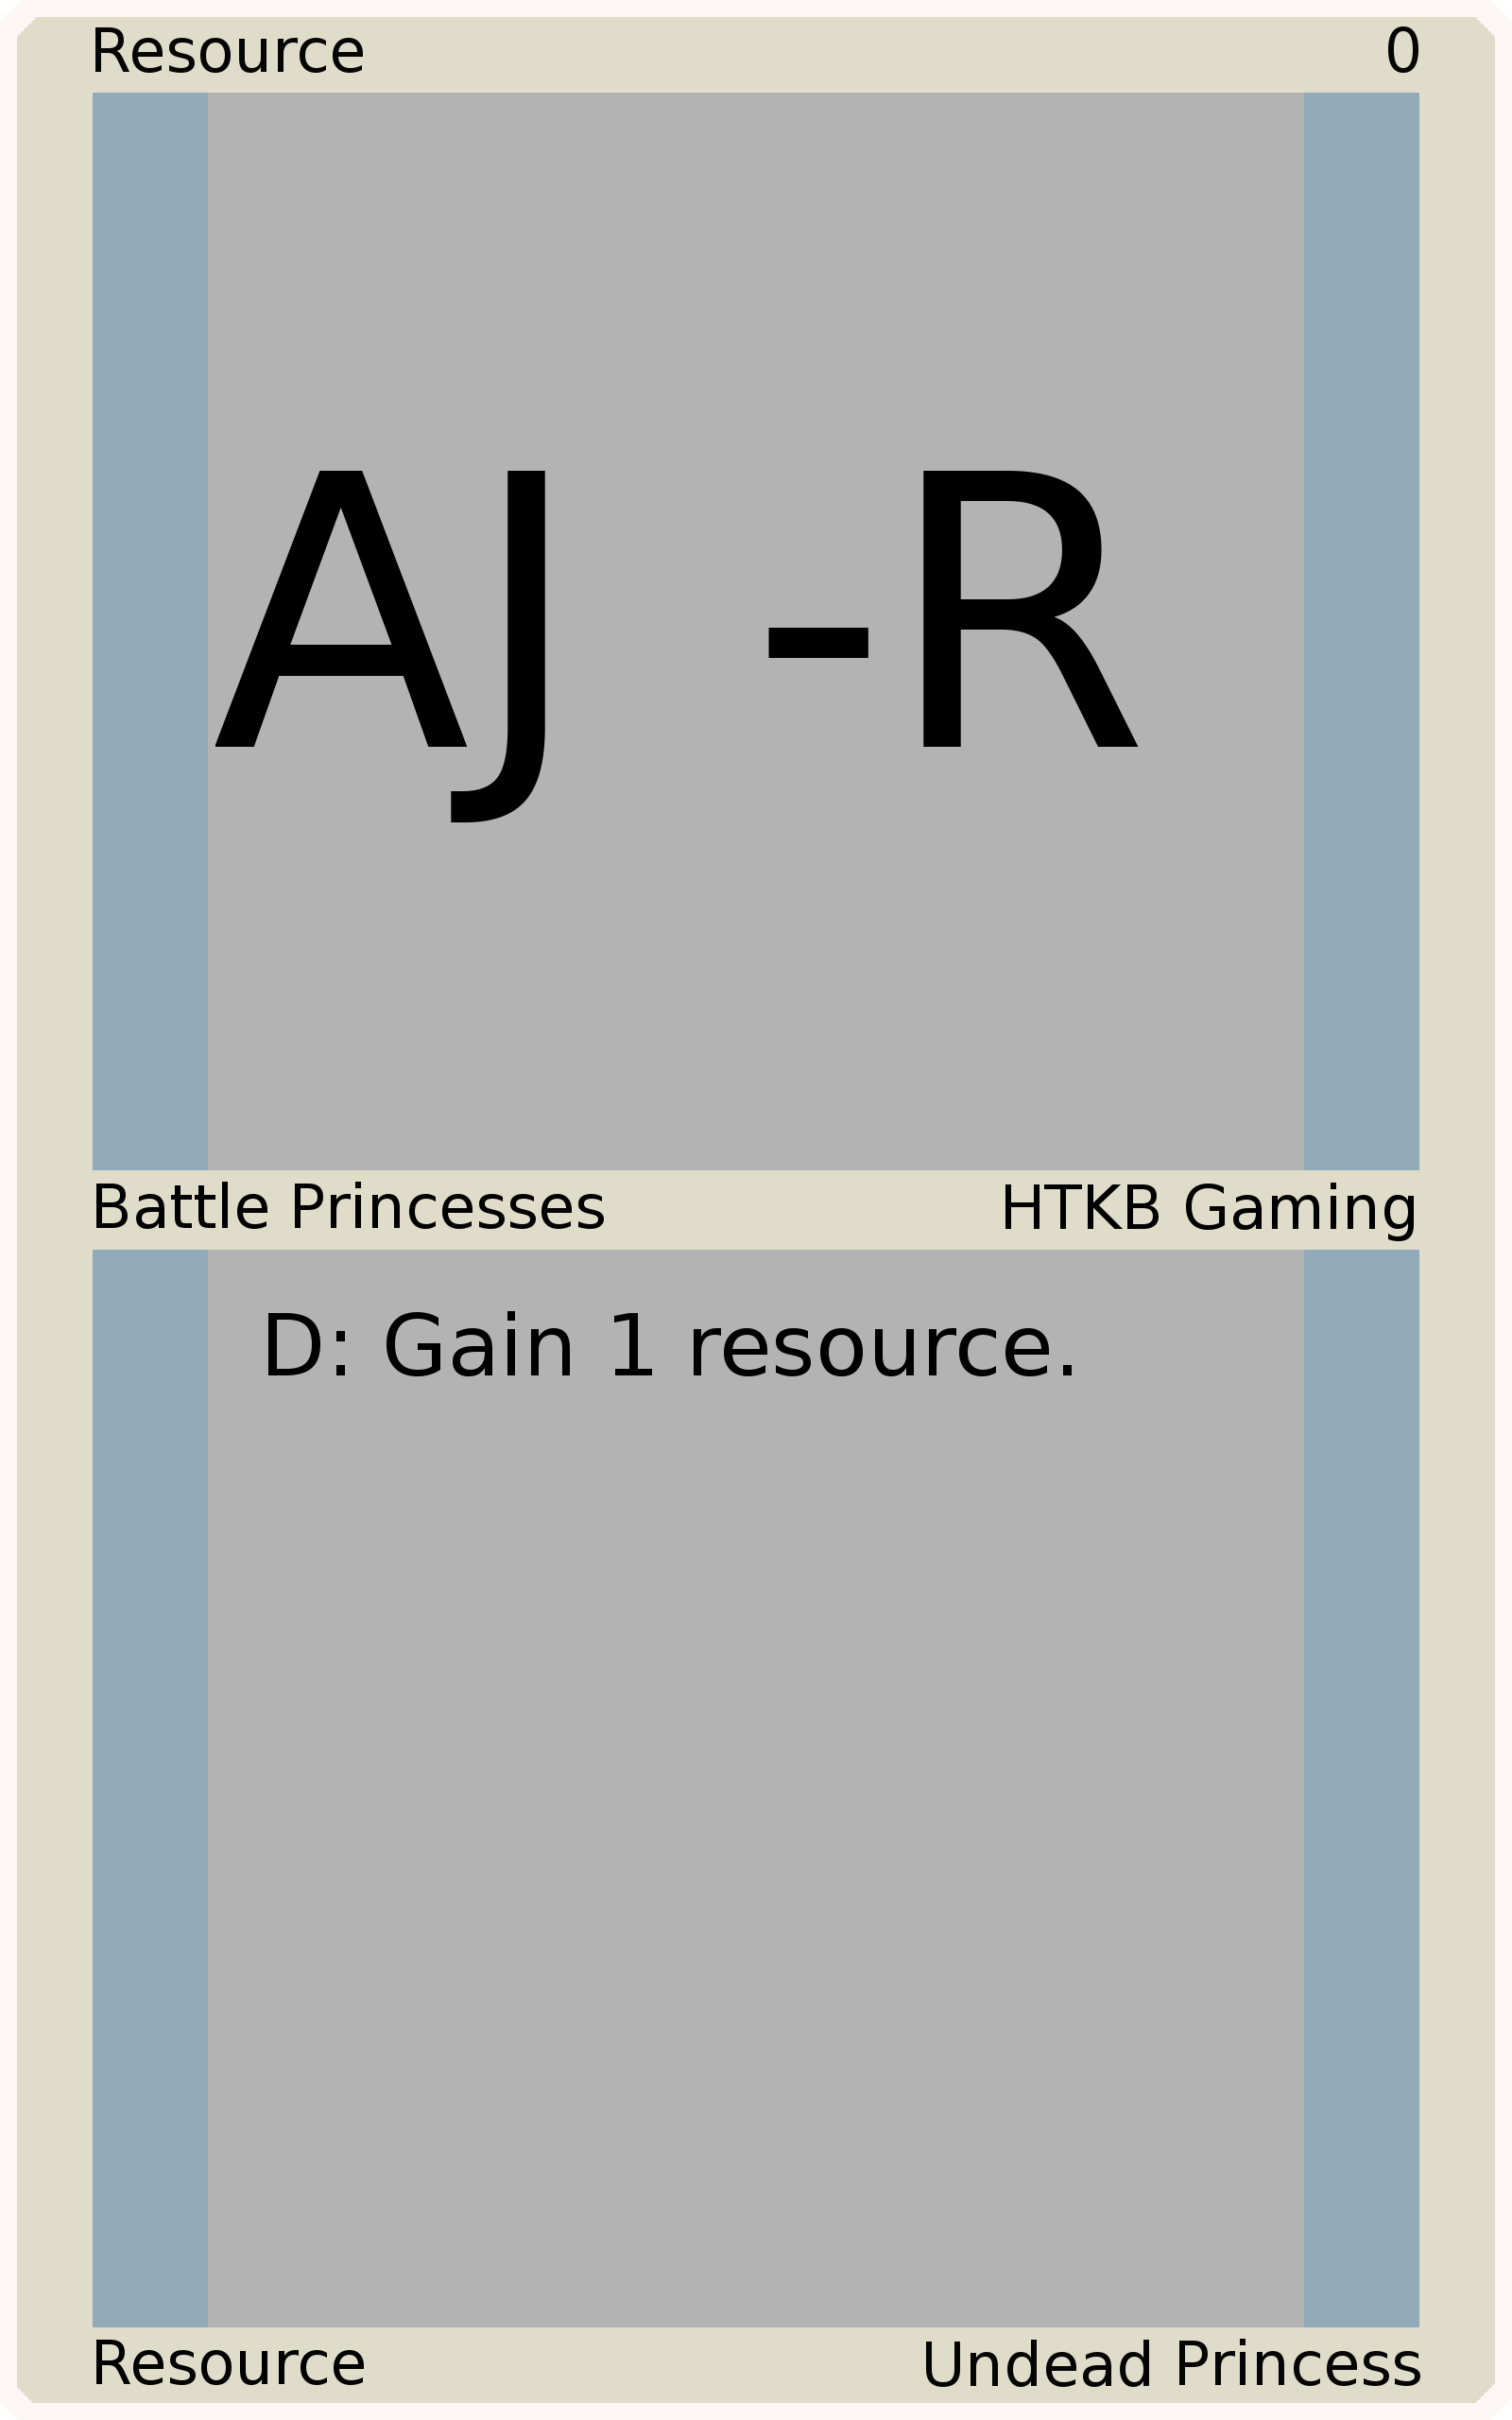 Resource 0
AJ -R
Battle Princesses HTKB Gaming
D: Gain 1 resource.
Resource Undead Princess